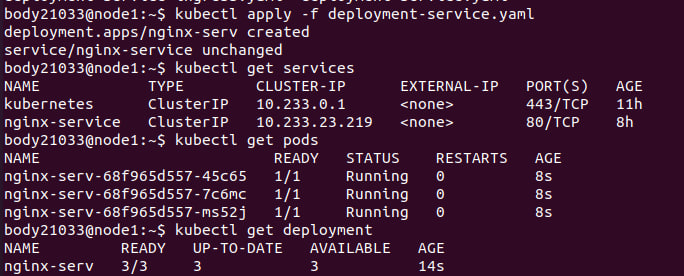 body21033@node1:~$ kubectl apply -f deployment-service.yaml
deployment.apps/nginx-serv created
service/nginx-service unchanged
body21033@node1:~$ kubectl get services
NAME TYPE CLUSTER-IP EXTERNAL-IP PORT(S) AGE
kubernetes ClusterIP 10.233.0.1 <none> 443/TCP 11h
nginx-service ClusterIP 10.233.23.219 <none> 80/TCP 8h
body21033@node1:~$ kubectl get pods
NAME READY STATUS RESTARTS AGE
nginx-serv-68f965d557-45c65 1/1 Running 0 8s
nginx-serv-68f965d557-7c6mc 1/1 Running 0 8s
nginx-serv-68f965d557-ms52j 1/1 Running 0 8s
body21033@node1:~$ kubectl get deployment
NAME READY UP-TO-DATE AVAILABLE AGE
nginx-serv 3/3 3 3 14s